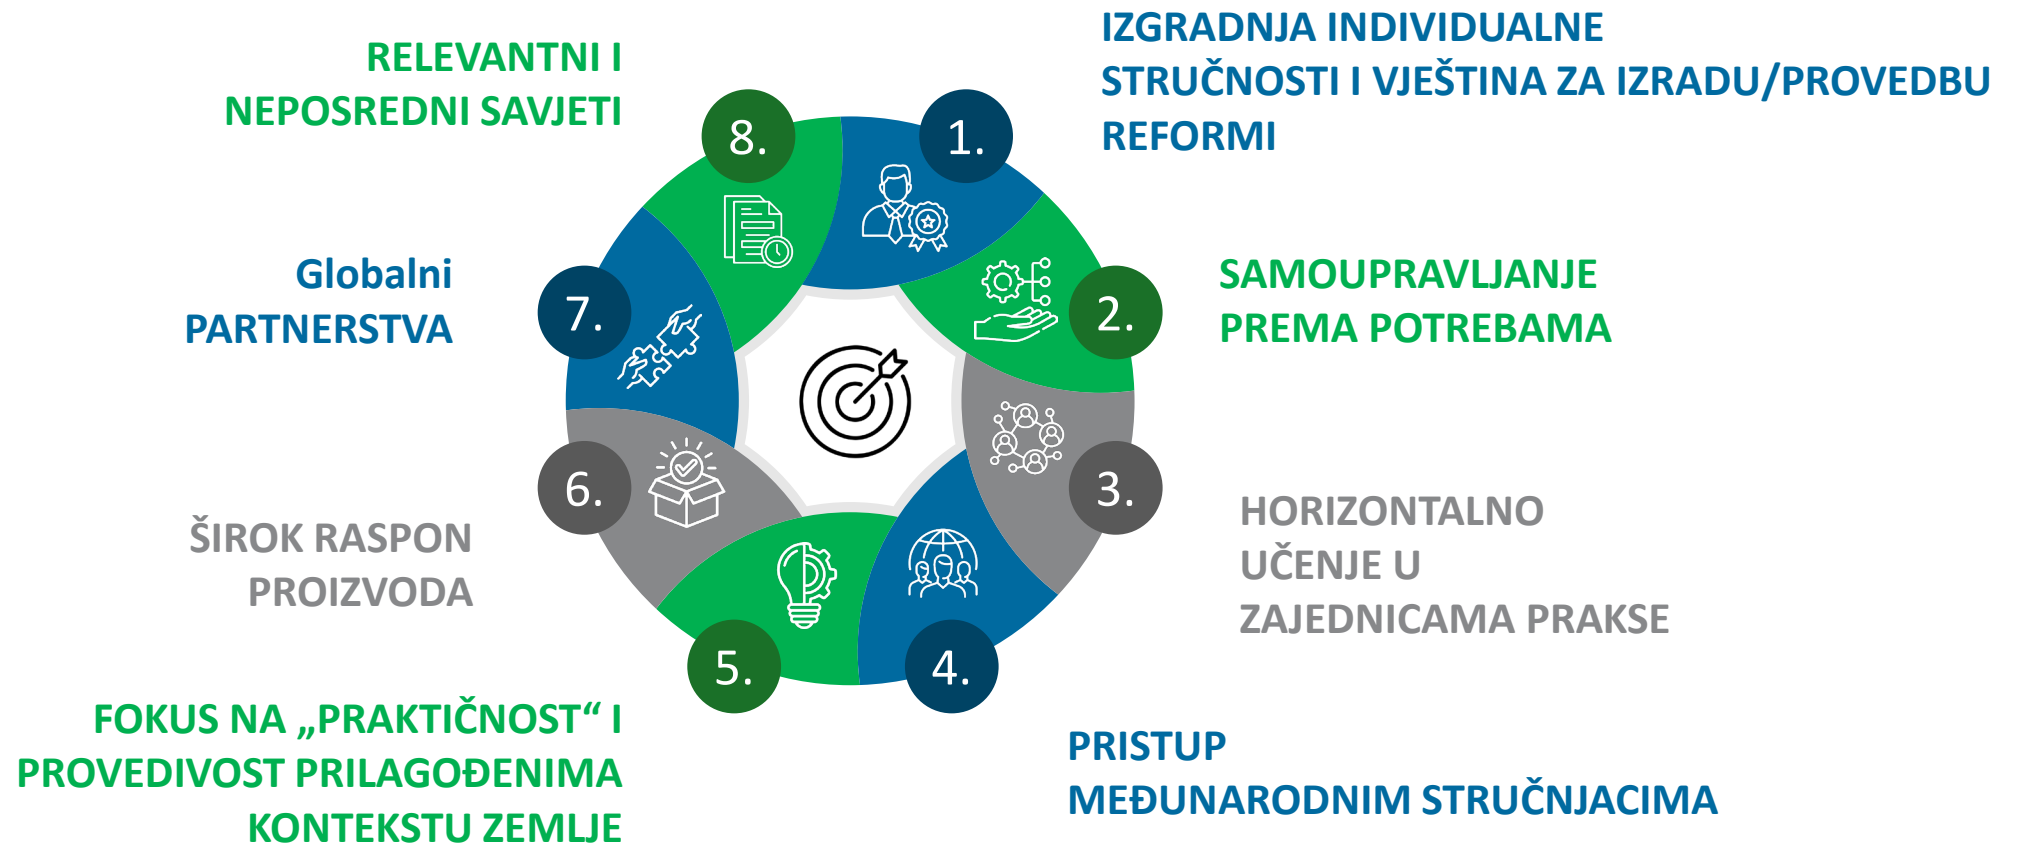 1.
IZGRADNJA INDIVIDUALNE
STRUČNOSTI I VJEŠTINA ZA IZRADU/PROVEDBU
REFORMI
2.
SAMOUPRAVLJANJE
PREMA POTREBAMA
3.
HORIZONTALNO
UČENJE U
ZAJEDNICAMA PRAKSE
4.
PRISTUP
MEĐUNARODNIM STRUČNJACIMA
5.
FOKUS NA „PRAKTIČNOST“ I
PROVEDIVOST PRILAGOĐENIMA
KONTEKSTU ZEMLJE
6.
ŠIROK RASPON
PROIZVODA
7.
Globalni
PARTNERSTVA
8.
RELEVANTNI I
NEPOSREDNI SAVJETI